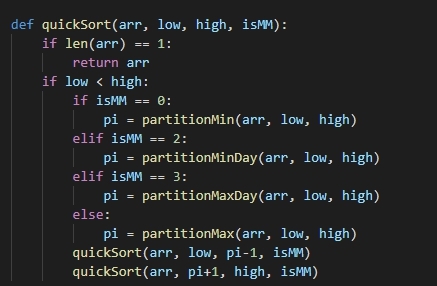 def quickSort(arr, low, high, isMM):
    if len(arr) == 1:
        return arr
    if low < high:
        if isMM == 0:
            pi = partitionMin(arr, low, high)
        elif isMM == 2:
            pi = partitionMinDay(arr, low, high)
        elif isMM == 3:
            pi = partitionMaxDay(arr, low, high)
        else:
            pi = partitionMax(arr, low, high)
        quickSort(arr, low, pi-1, isMM)
        quickSort(arr, pi+1, high, isMM)